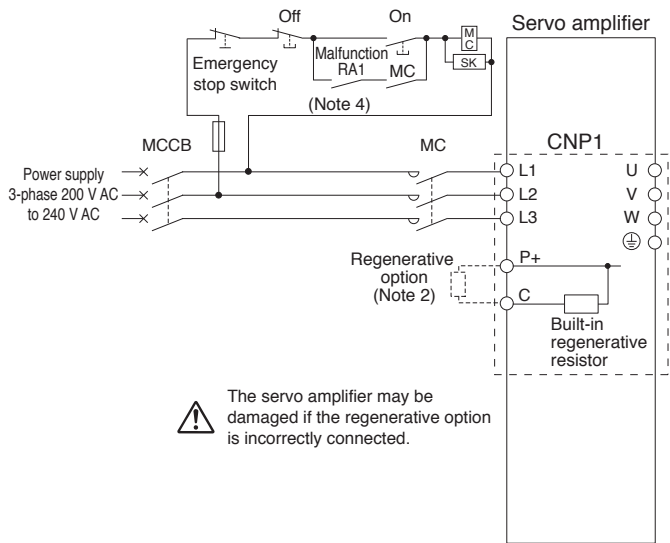 Off
On
Servo amplifier
M
C
SK
Emergency
stop switch
Malfunction
RA1
MC
(Note 4)
MCCB
MC
CNP1
Power supply
3-phase 200 V AC
to 240 V AC
L1
U
L2
V
L3
W
Regenerative
option
(Note 2)
P+
C
Built-in
regenerative
resistor
The servo amplifier may be
damaged if the regenerative option
is incorrectly connected.